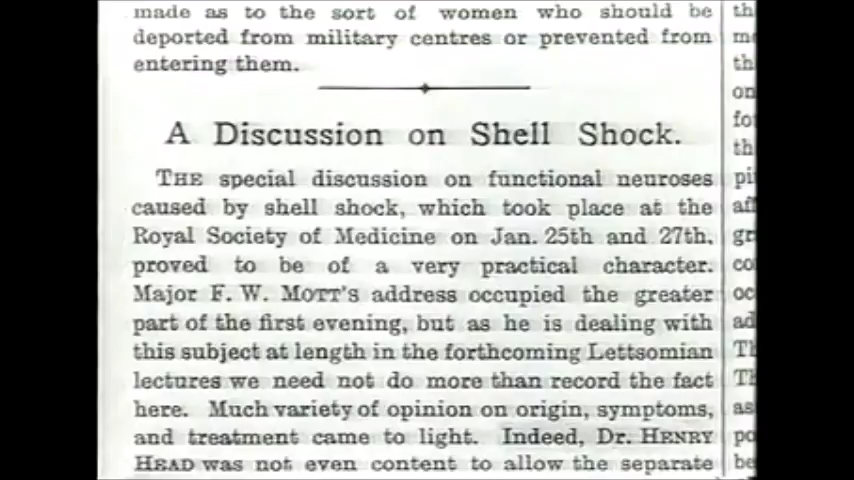 made as to the sort of women who should be
deported from military centres or prevented from
entering them.
A Discussion on Shell Shock.
THE special discussion on functional neuroses
caused by shell shock, which took place at the
Royal Society of Medicine on Jan. 25th and 27th,
proved to be of a very practical character.
Major F. W. MOTT'S address occupied the greater
part of the first evening, but as he is dealing with
this subject at length in the forthcoming Lettsomian
lectures we need not do more than record the fact
here. Much variety of opinion on origin, symptoms,
and treatment came to light. Indeed, Dr. HENRY
HEAD was not even content to allow the separate